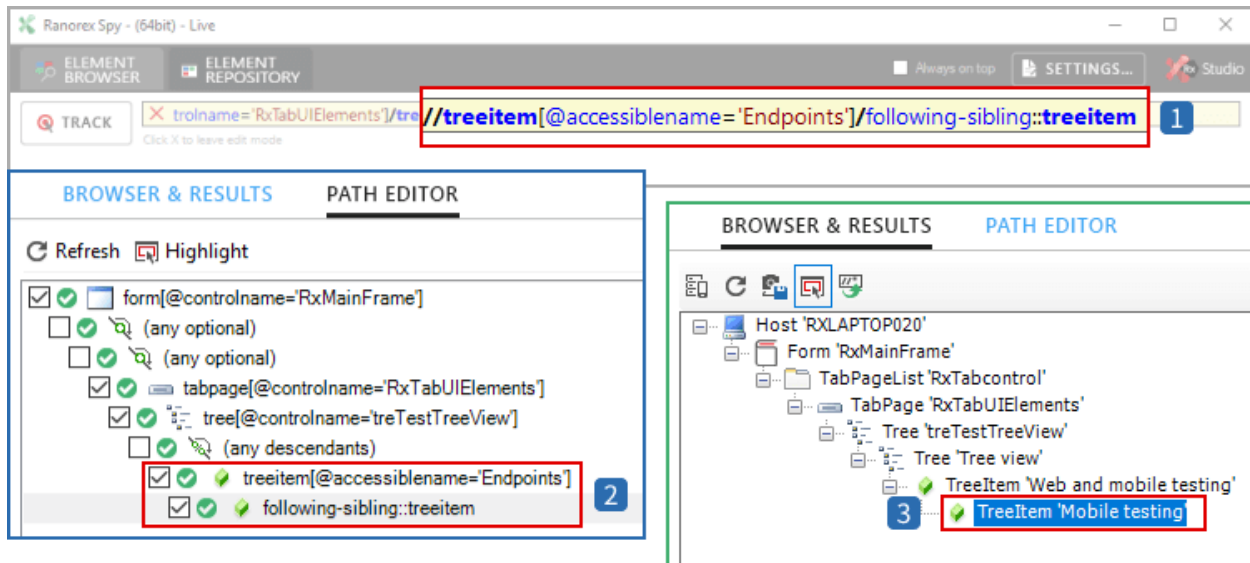 Ranorex Spy - (64bit) - Live
ELEMENT BROWSER
ELEMENT REPOSITORY
Always on top
SETTINGS...
Rx Studio
TRACK
trolname='RxTabUIElements']/tre//treeitem[@accessiblename='Endpoints']/following-sibling::treeitem
1
Click X to leave edit mode
BROWSER & RESULTS PATH EDITOR
Refresh Highlight
form[@controlname='RxMainFrame']
(any optional)
(any optional)
tabpage[@controlname='RxTabUIElements']
tree[@controlname='treTestTreeView']
(any descendants)
treeitem[@accessiblename='Endpoints']
following-sibling::treeitem
2
BROWSER & RESULTS PATH EDITOR
Host 'RXLAPTOP020'
Form 'RxMainFrame'
TabPageList 'RxTabcontrol'
TabPage 'RxTabUIElements'
Tree 'treTestTreeView'
Tree 'Tree view'
TreeItem 'Web and mobile testing'
3
TreeItem 'Mobile testing'